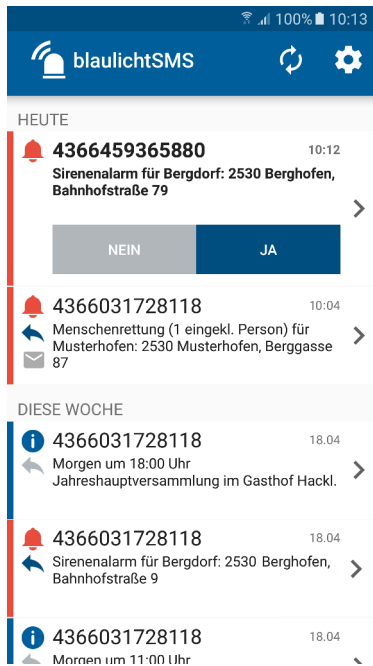 100% 10:13
blaulichtSMS
HEUTE
4366459365880 10:12
Sirenenalarm für Bergdorf: 2530 Berghofen,
Bahnhofstraße 79
NEIN JA
4366031728118 10:04
Menschenrettung (1 eingekl. Person) für
Musterhofen: 2530 Musterhofen, Berggasse
87
DIESE WOCHE
4366031728118 18.04
Morgen um 18:00 Uhr
Jahreshauptversammlung im Gasthof Hackl.
4366031728118 18.04
Sirenenalarm für Bergdorf: 2530 Berghofen,
Bahnhofstraße 9
4366031728118 18.04
Morgen um 11:00 Uhr